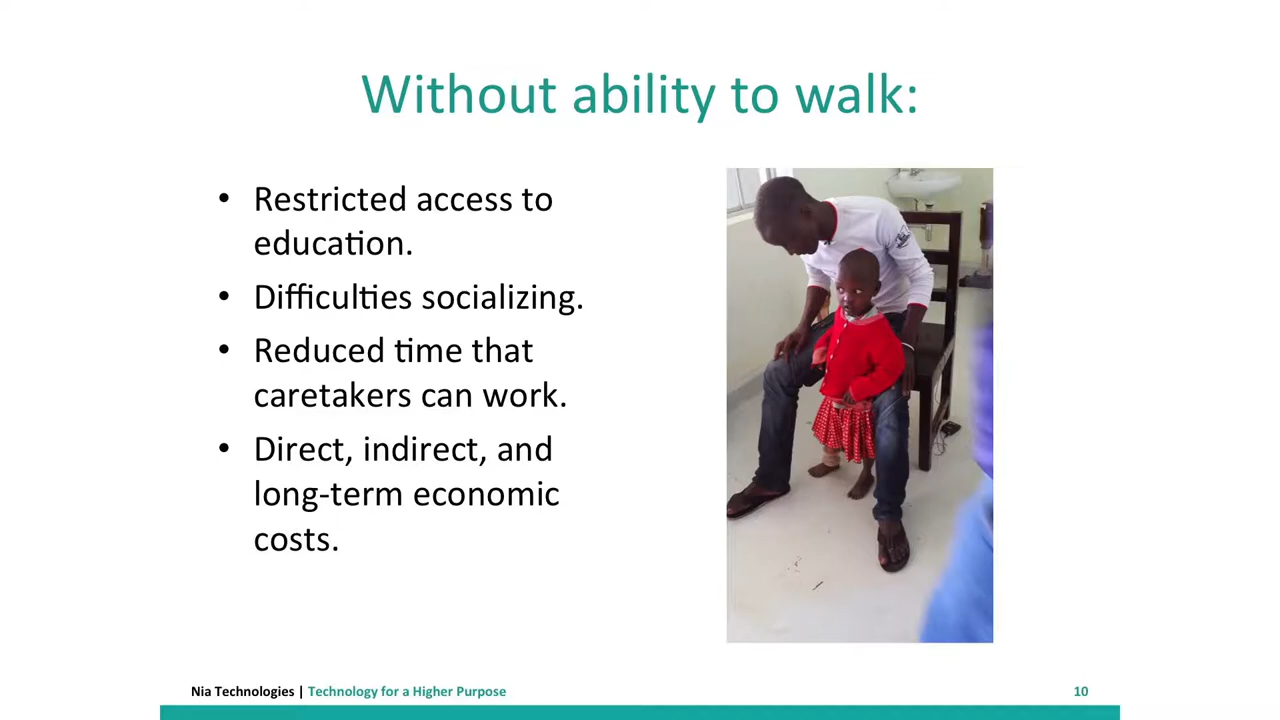 Without ability to walk:
• Restricted access to
education.
• Difficulties socializing.
• Reduced time that
caretakers can work.
• Direct, indirect, and
long-term economic
costs.
Nia Technologies | Technology for a Higher Purpose
10